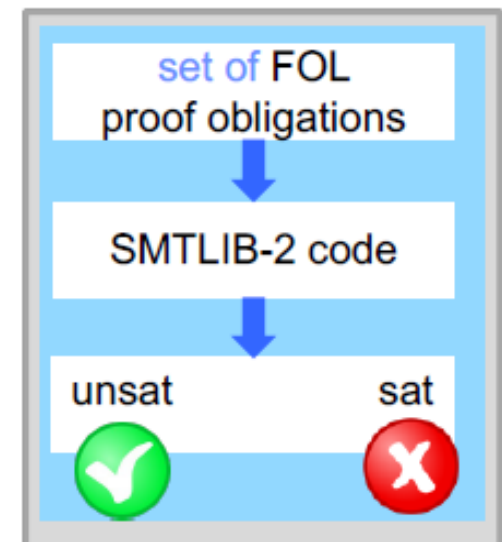 set of FOL
proof obligations
SMTLIB-2 code
unsat sat